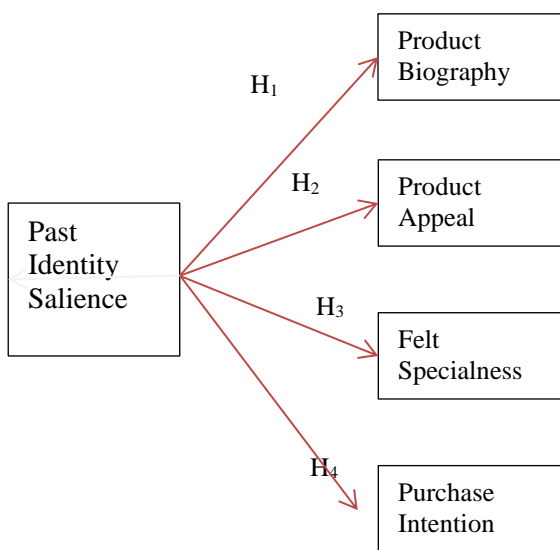 Product
Biography
H₁
Product
Appeal
H₂
Past
Identity
Salience
H₃
Felt
Specialness
H₄
Purchase
Intention